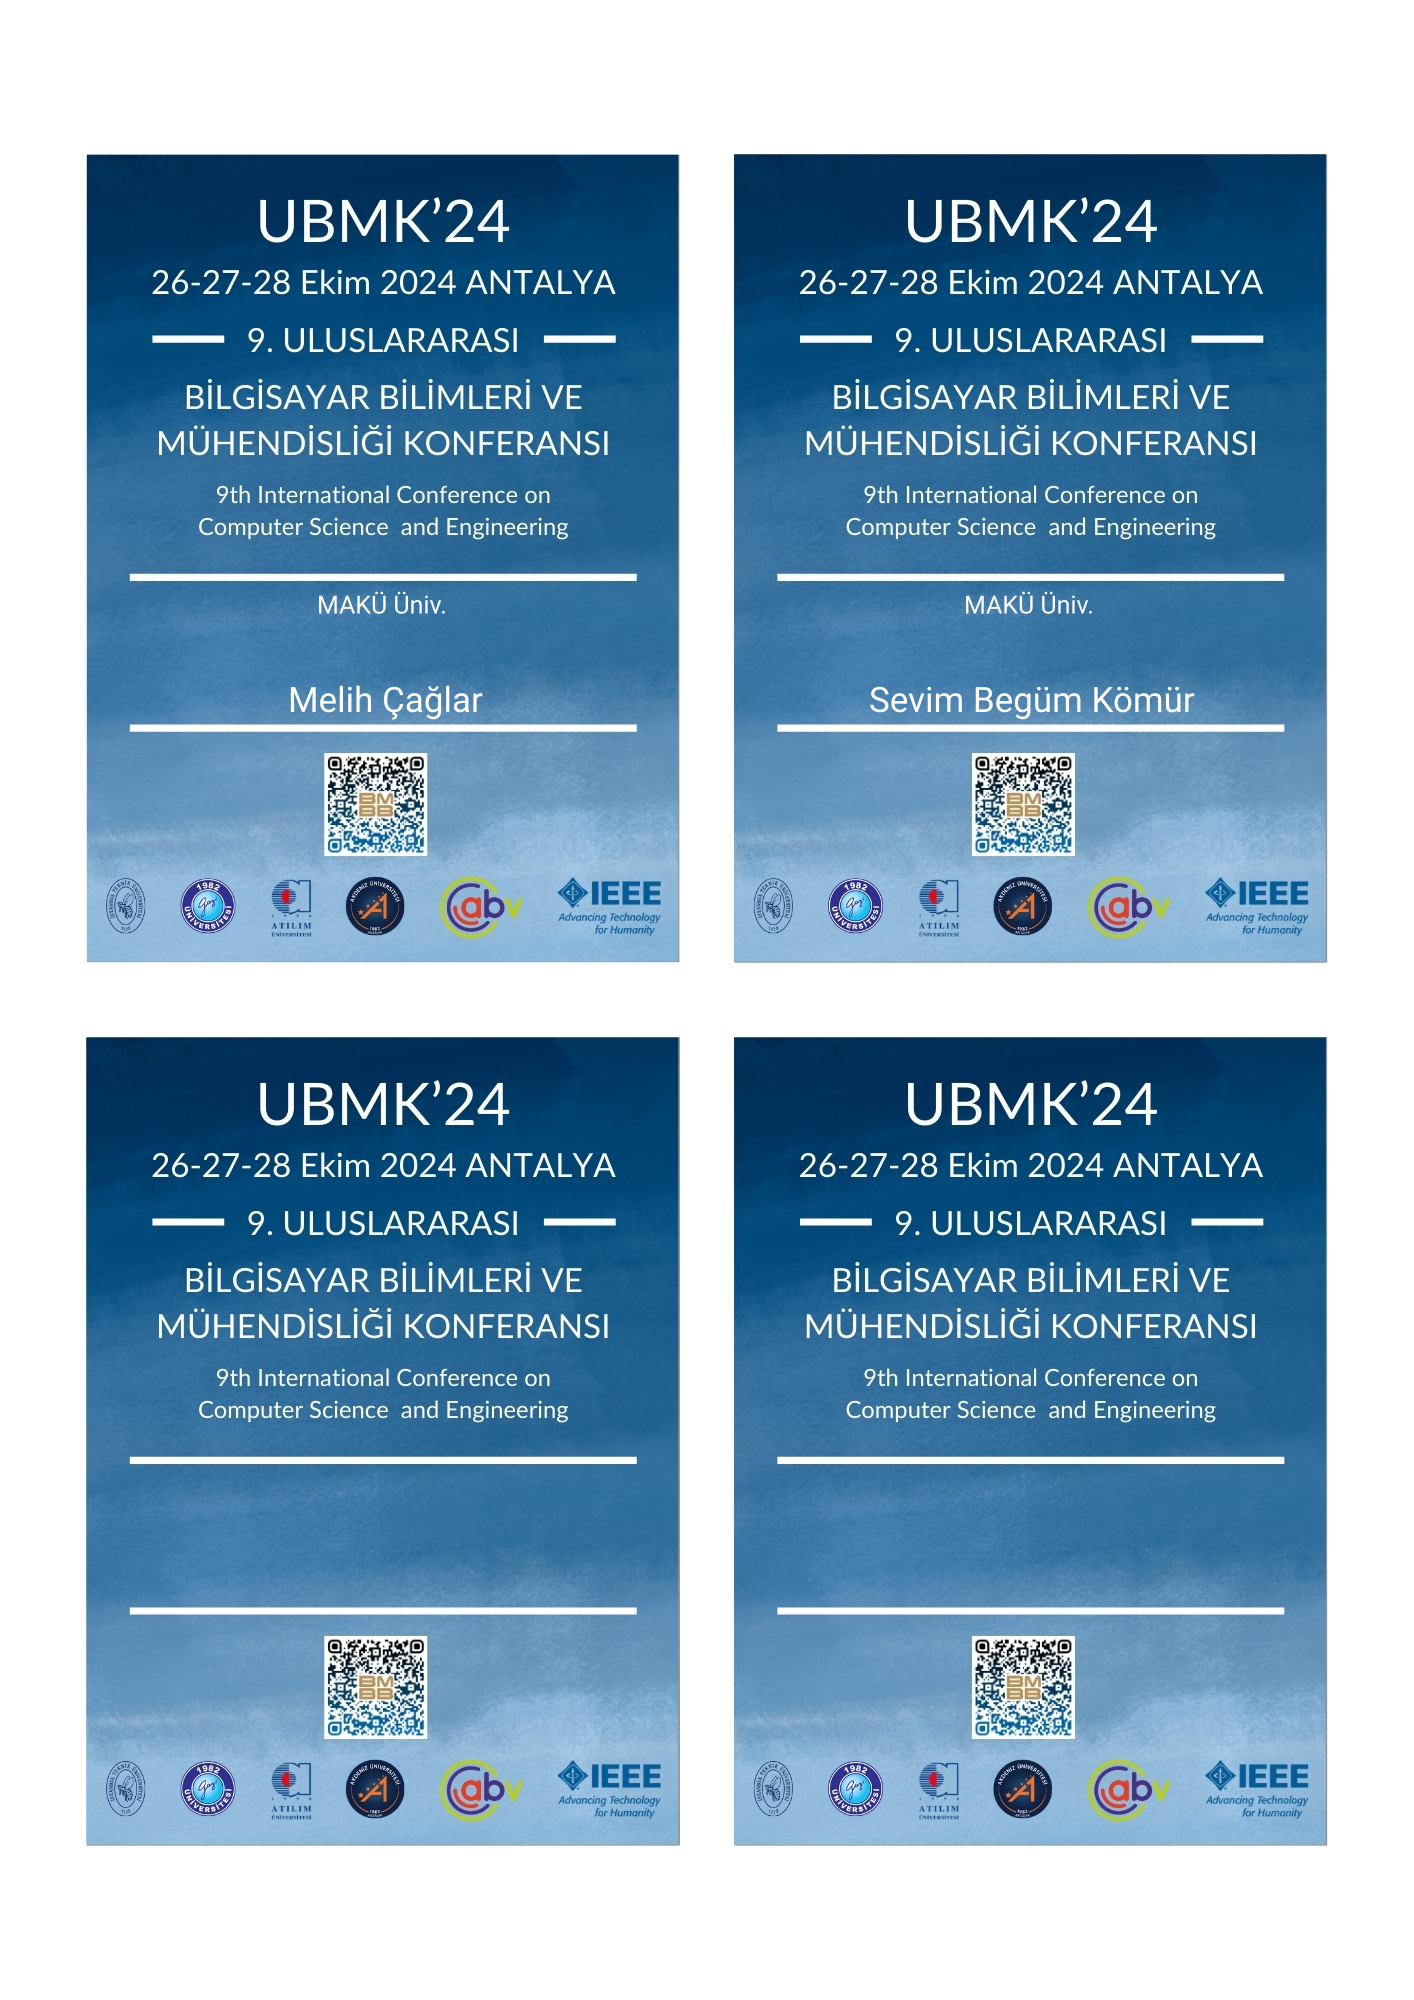 UBMK’24
26-27-28 Ekim 2024 ANTALYA
9. ULUSLARARASI
BİLGİSAYAR BİLİMLERİ VE
MÜHENDİSLİĞİ KONFERANSI
9th International Conference on
Computer Science and Engineering
MAKÜ Üniv.
Melih Çağlar
BMBB
1982
ÜNİVERSİTESİ
ATILIM
ÜNİVERSİTESİ
AKDENİZ ÜNİVERSİTESİ
1982
ANTALYA
abv
IEEE
Advancing Technology
for Humanity
UBMK’24
26-27-28 Ekim 2024 ANTALYA
9. ULUSLARARASI
BİLGİSAYAR BİLİMLERİ VE
MÜHENDİSLİĞİ KONFERANSI
9th International Conference on
Computer Science and Engineering
MAKÜ Üniv.
Sevim Begüm Kömür
BMBB
1982
ÜNİVERSİTESİ
ATILIM
ÜNİVERSİTESİ
AKDENİZ ÜNİVERSİTESİ
1982
ANTALYA
abv
IEEE
Advancing Technology
for Humanity
UBMK’24
26-27-28 Ekim 2024 ANTALYA
9. ULUSLARARASI
BİLGİSAYAR BİLİMLERİ VE
MÜHENDİSLİĞİ KONFERANSI
9th International Conference on
Computer Science and Engineering
BMBB
1982
ÜNİVERSİTESİ
ATILIM
ÜNİVERSİTESİ
AKDENİZ ÜNİVERSİTESİ
1982
ANTALYA
abv
IEEE
Advancing Technology
for Humanity
UBMK’24
26-27-28 Ekim 2024 ANTALYA
9. ULUSLARARASI
BİLGİSAYAR BİLİMLERİ VE
MÜHENDİSLİĞİ KONFERANSI
9th International Conference on
Computer Science and Engineering
BMBB
1982
ÜNİVERSİTESİ
ATILIM
ÜNİVERSİTESİ
AKDENİZ ÜNİVERSİTESİ
1982
ANTALYA
abv
IEEE
Advancing Technology
for Humanity